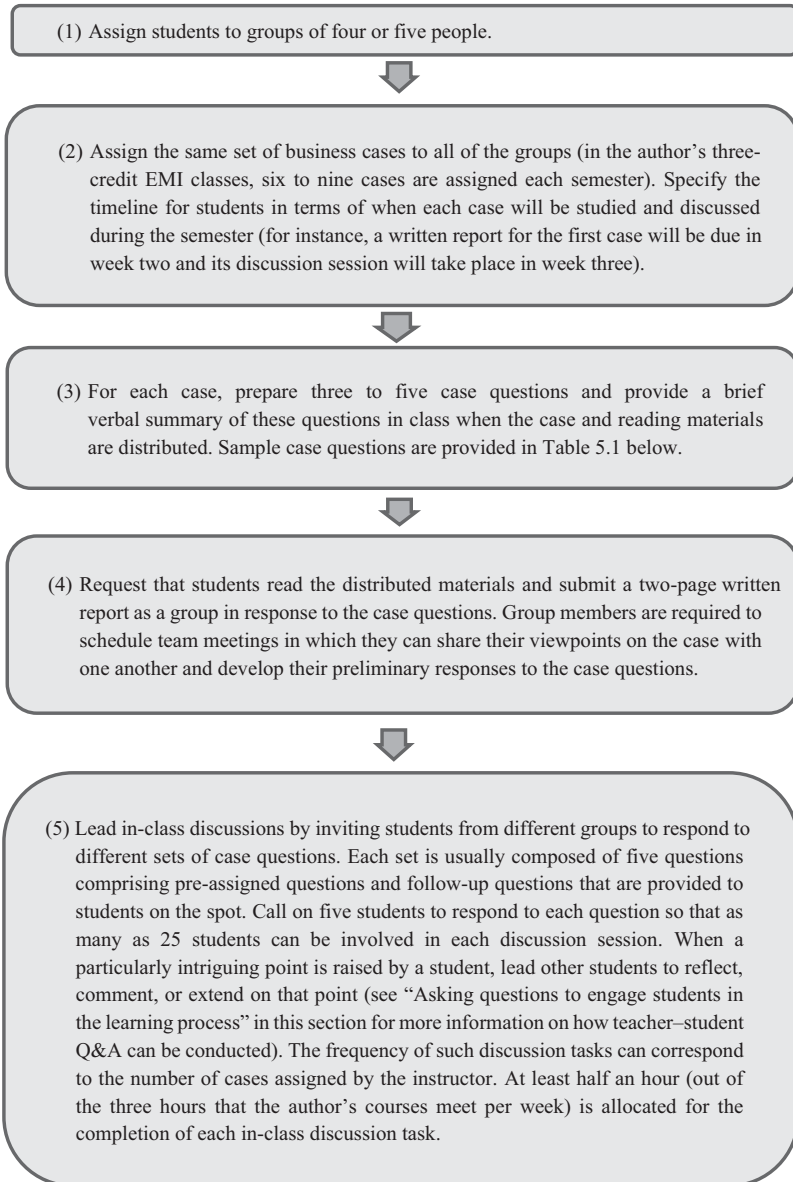 (1) Assign students to groups of four or five people.
(2) Assign the same set of business cases to all of the groups (in the author's three-
credit EMI classes, six to nine cases are assigned each semester). Specify the
timeline for students in terms of when each case will be studied and discussed
during the semester (for instance, a written report for the first case will be due in
week two and its discussion session will take place in week three).
(3) For each case, prepare three to five case questions and provide a brief
verbal summary of these questions in class when the case and reading materials
are distributed. Sample case questions are provided in Table 5.1 below.
(4) Request that students read the distributed materials and submit a two-page written
report as a group in response to the case questions. Group members are required to
schedule team meetings in which they can share their viewpoints on the case with
one another and develop their preliminary responses to the case questions.
(5) Lead in-class discussions by inviting students from different groups to respond to
different sets of case questions. Each set is usually composed of five questions
comprising pre-assigned questions and follow-up questions that are provided to
students on the spot. Call on five students to respond to each question so that as
many as 25 students can be involved in each discussion session. When a
particularly intriguing point is raised by a student, lead other students to reflect,
comment, or extend on that point (see “Asking questions to engage students in
the learning process” in this section for more information on how teacher–student
Q&A can be conducted). The frequency of such discussion tasks can correspond
to the number of cases assigned by the instructor. At least half an hour (out of
the three hours that the author's courses meet per week) is allocated for the
completion of each in-class discussion task.